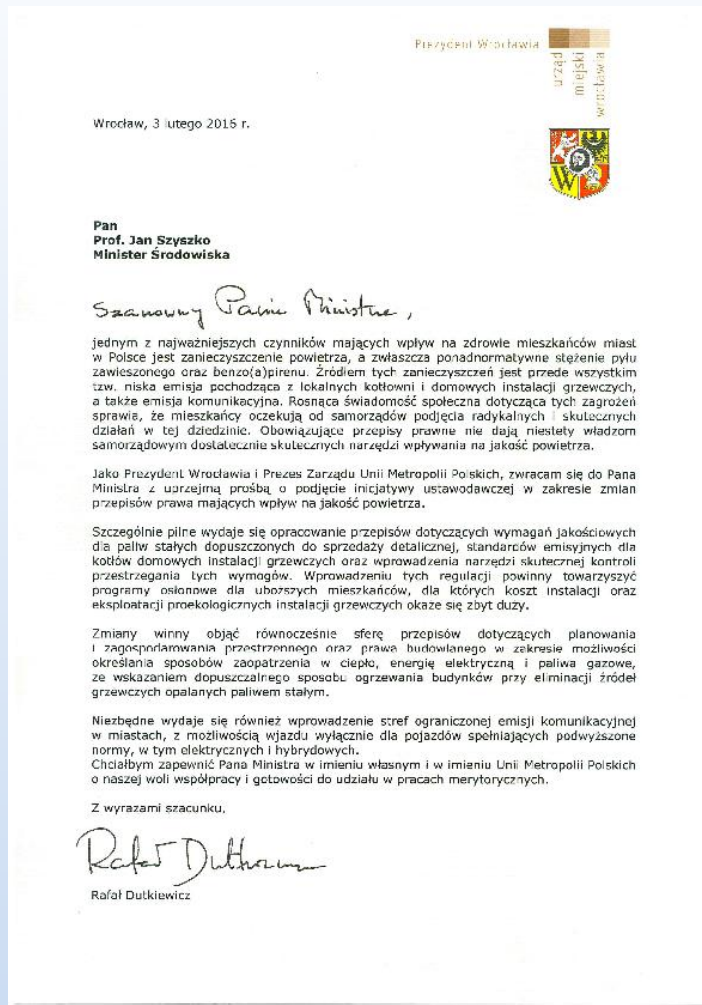 Prezydent Wrocławia
urząd
miejski
wrocławia
Wrocław, 3 lutego 2016 r.
W
Pan
Prof. Jan Szyszko
Minister Środowiska
Szanowny Panie Ministrze,
jednym z najważniejszych czynników mających wpływ na zdrowie mieszkańców miast
w Polsce jest zanieczyszczenie powietrza, a zwłaszcza ponadnormatywne stężenie pyłu
zawieszonego oraz benzo(a)pirenu. Źródłem tych zanieczyszczeń jest przede wszystkim
tzw. niska emisja pochodząca z lokalnych kotłowni i domowych instalacji grzewczych,
a także emisja komunikacyjna. Rosnąca świadomość społeczna dotycząca tych zagrożeń
sprawia, że mieszkańcy oczekują od samorządów podjęcia radykalnych i skutecznych
działań w tej dziedzinie. Obowiązujące przepisy prawne nie dają niestety władzom
samorządowym dostatecznie skutecznych narzędzi wpływania na jakość powietrza.
Jako Prezydent Wrocławia i Prezes Zarządu Unii Metropolii Polskich, zwracam się do Pana
Ministra z uprzejmą prośbą o podjęcie inicjatywy ustawodawczej w zakresie zmian
przepisów prawa mających wpływ na jakość powietrza.
Szczególnie pilne wydaje się opracowanie przepisów dotyczących wymagań jakościowych
dla paliw stałych dopuszczonych do sprzedaży detalicznej, standardów emisyjnych dla
kotłów domowych instalacji grzewczych oraz wprowadzenia narzędzi skutecznej kontroli
przestrzegania tych wymogów. Wprowadzeniu tych regulacji powinny towarzyszyć
programy osłonowe dla uboższych mieszkańców, dla których koszt instalacji oraz
eksploatacji proekologicznych instalacji grzewczych okaże się zbyt duży.
Zmiany winny objąć równocześnie sferę przepisów dotyczących planowania
i zagospodarowania przestrzennego oraz prawa budowlanego w zakresie możliwości
określania sposobów zaopatrzenia w ciepło, energię elektryczną i paliwa gazowe,
ze wskazaniem dopuszczalnego sposobu ogrzewania budynków przy eliminacji źródeł
grzewczych opalanych paliwem stałym.
Niezbędne wydaje się również wprowadzenie stref ograniczonej emisji komunikacyjnej
w miastach, z możliwością wjazdu wyłącznie dla pojazdów spełniających podwyższone
normy, w tym elektrycznych i hybrydowych.
Chciałbym zapewnić Pana Ministra w imieniu własnym i w imieniu Unii Metropolii Polskich
o naszej woli współpracy i gotowości do udziału w pracach merytorycznych.
Z wyrazami szacunku,
Rafał Dutkiewicz
Rafał Dutkiewicz